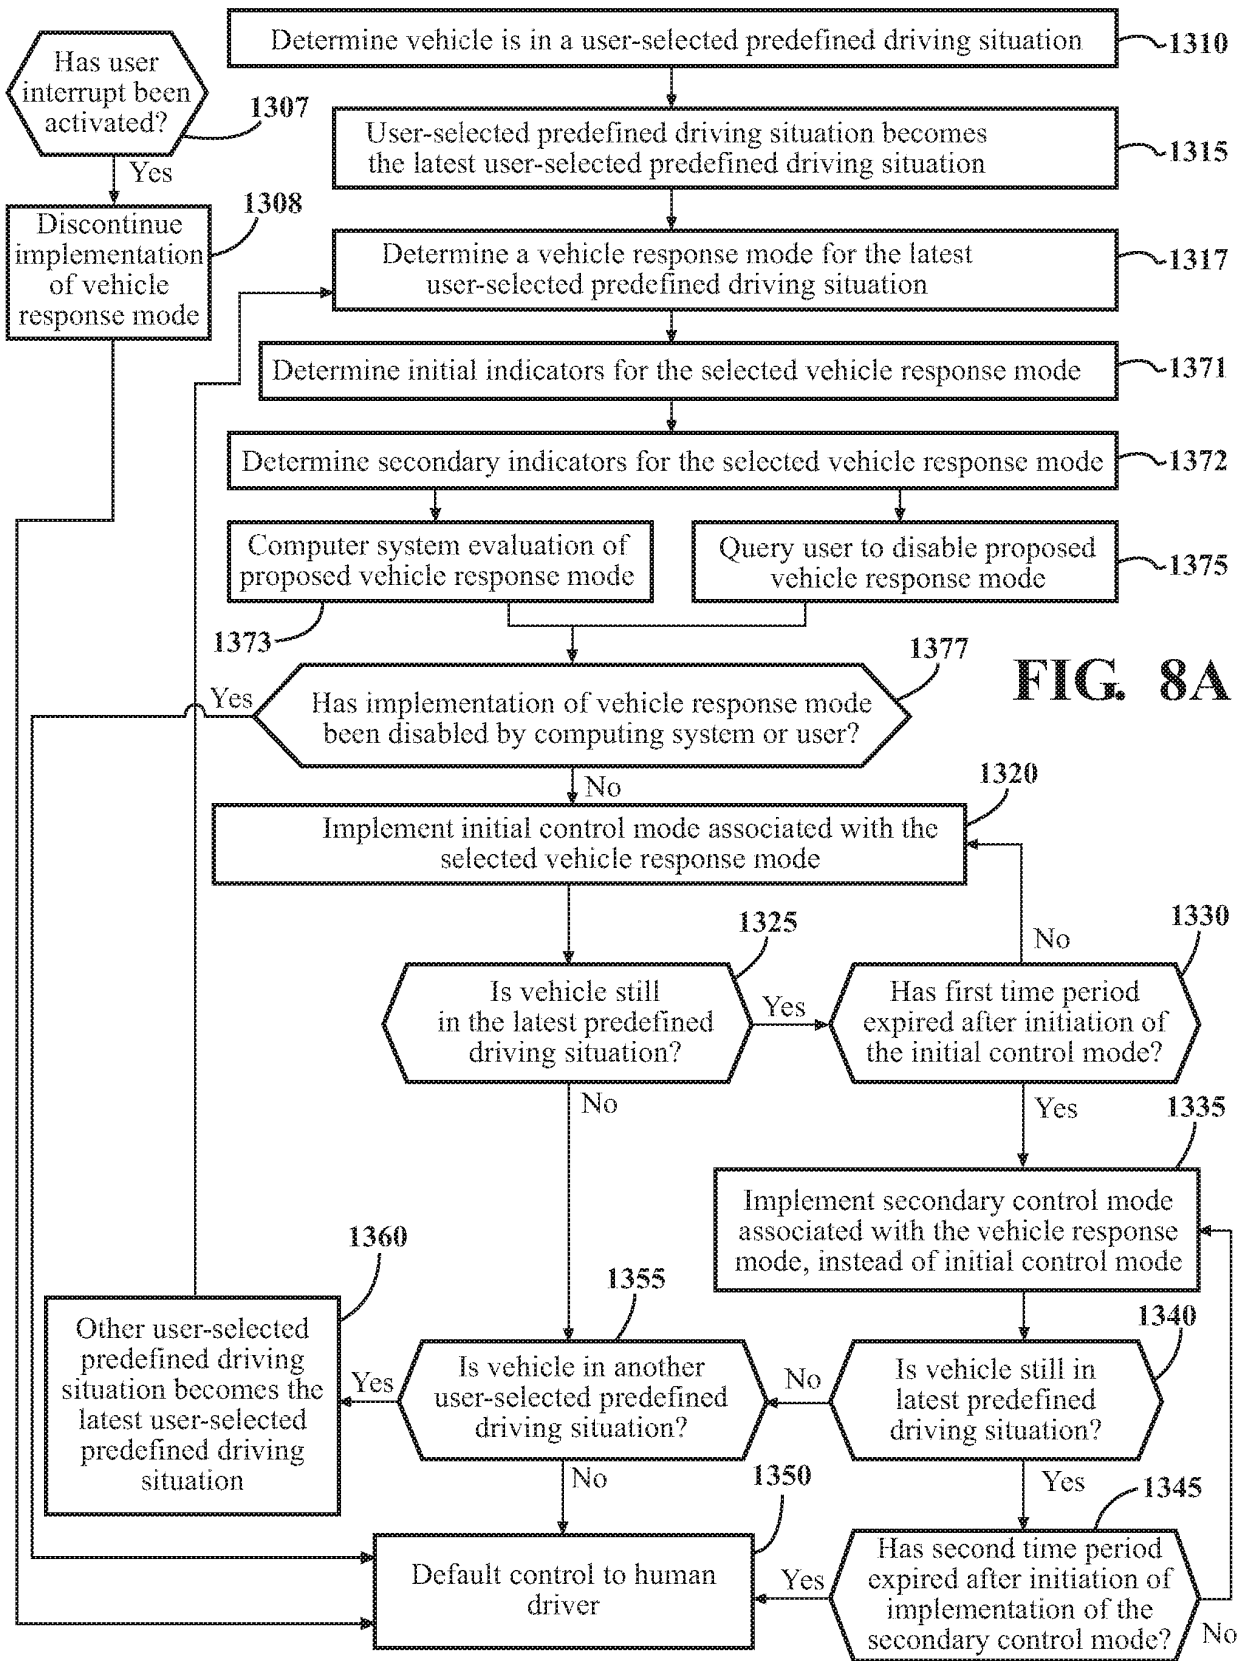 Determine vehicle is in a user-selected predefined driving situation
1310
Has user
interrupt been
activated?
1307
Yes
User-selected predefined driving situation becomes
the latest user-selected predefined driving situation
1315
Discontinue
implementation
of vehicle
response mode
1308
Determine a vehicle response mode for the latest
user-selected predefined driving situation
1317
Determine initial indicators for the selected vehicle response mode
1371
Determine secondary indicators for the selected vehicle response mode
1372
Computer system evaluation of
proposed vehicle response mode
1373
Query user to disable proposed
vehicle response mode
1375
FIG. 8A
1377
Yes
Has implementation of vehicle response mode
been disabled by computing system or user?
No
1320
Implement initial control mode associated with the
selected vehicle response mode
1325
Is vehicle still
in the latest predefined
driving situation?
Yes
No
1330
No
Has first time period
expired after initiation of
the initial control mode?
Yes
1335
Implement secondary control mode
associated with the vehicle response
mode, instead of initial control mode
1360
Other user-selected
predefined driving
situation becomes the
latest user-selected
predefined driving
situation
1355
Yes
Is vehicle in another
user-selected predefined
driving situation?
No
No
1340
Is vehicle still in
latest predefined
driving situation?
Yes
1350
Default control to human
driver
Yes
1345
Has second time period
expired after initiation of
implementation of the
secondary control mode?
No